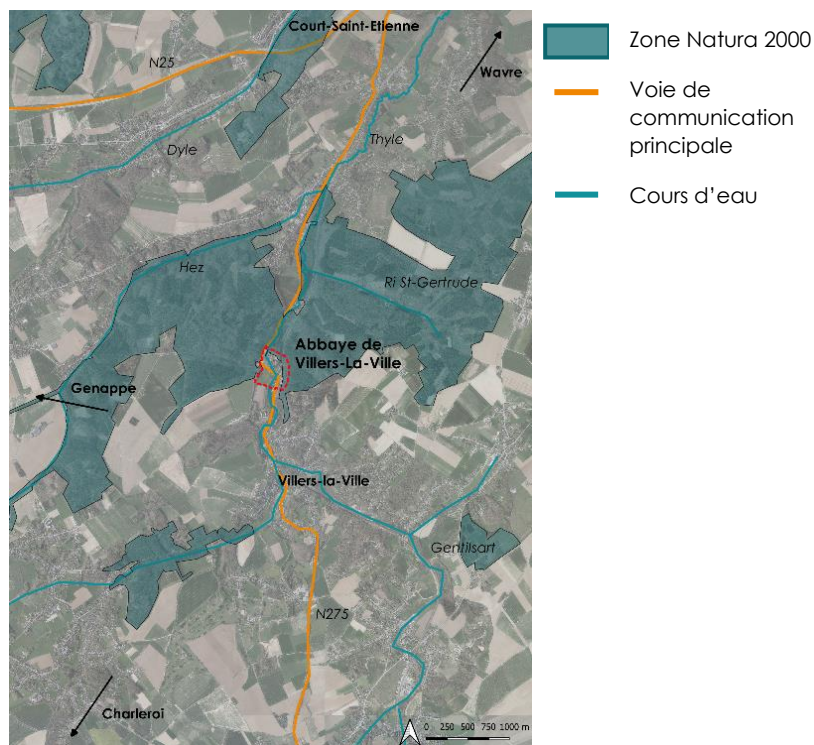 Court-Saint-Etienne
N25
Wavre
Dyle
Thyle
Hez
Ri St-Gertrude
Abbaye de
Villers-La-Ville
Genappe
Villers-la-Ville
Gentilsart
N275
Charleroi
0 250 500 750 1000 m
Zone Natura 2000
Voie de
communication
principale
Cours d'eau